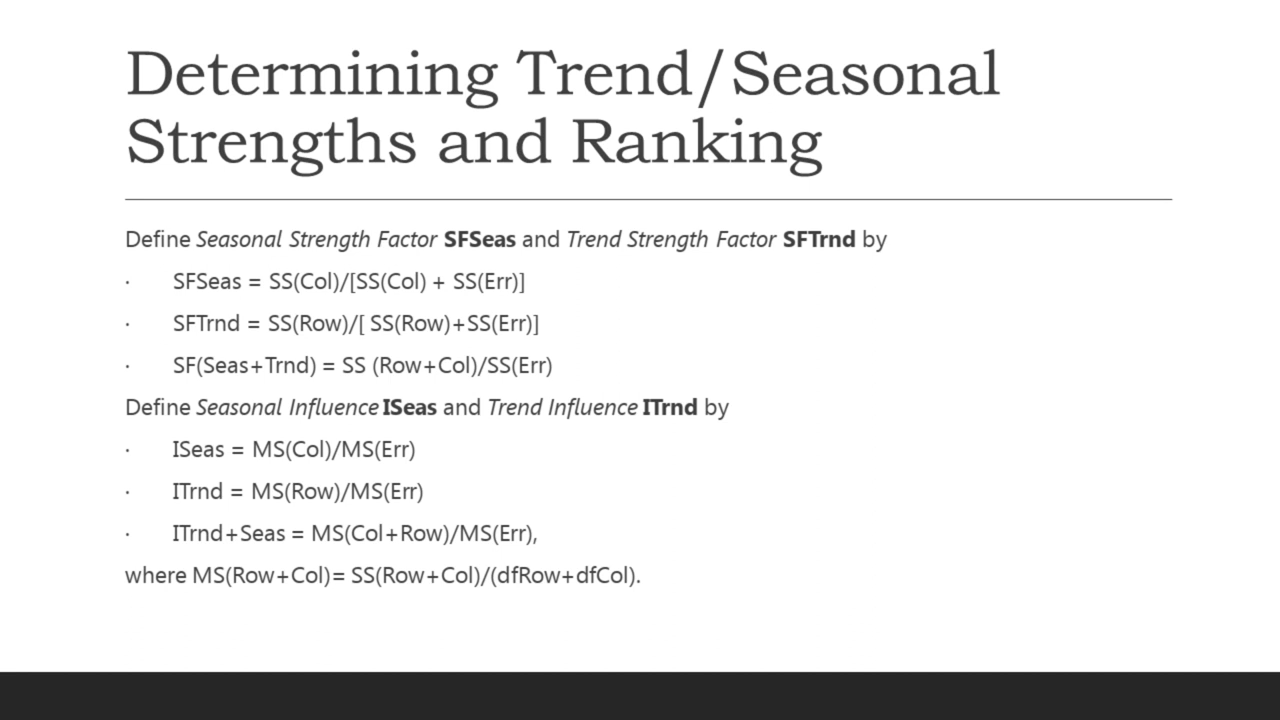 Determining Trend/Seasonal
Strengths and Ranking
Define Seasonal Strength Factor SFSeas and Trend Strength Factor SFTrnd by
· SFSeas = SS(Col)/[SS(Col) + SS(Err)]
· SFTrnd = SS(Row)/[ SS(Row)+SS(Err)]
· SF(Seas+Trnd) = SS (Row+Col)/SS(Err)
Define Seasonal Influence ISeas and Trend Influence ITrnd by
· ISeas = MS(Col)/MS(Err)
· ITrnd = MS(Row)/MS(Err)
· ITrnd+Seas = MS(Col+Row)/MS(Err),
where MS(Row+Col)= SS(Row+Col)/(dfRow+dfCol).